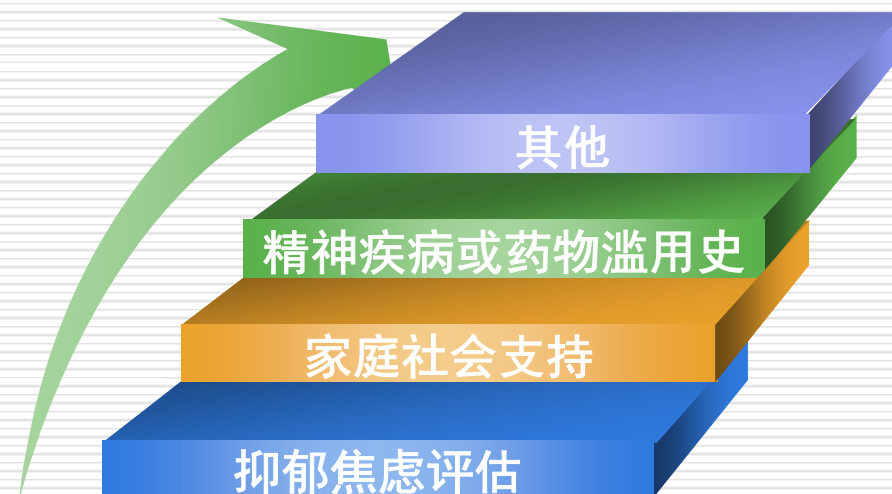 其他
精神疾病或药物滥用史
家庭社会支持
抑郁焦虑评估